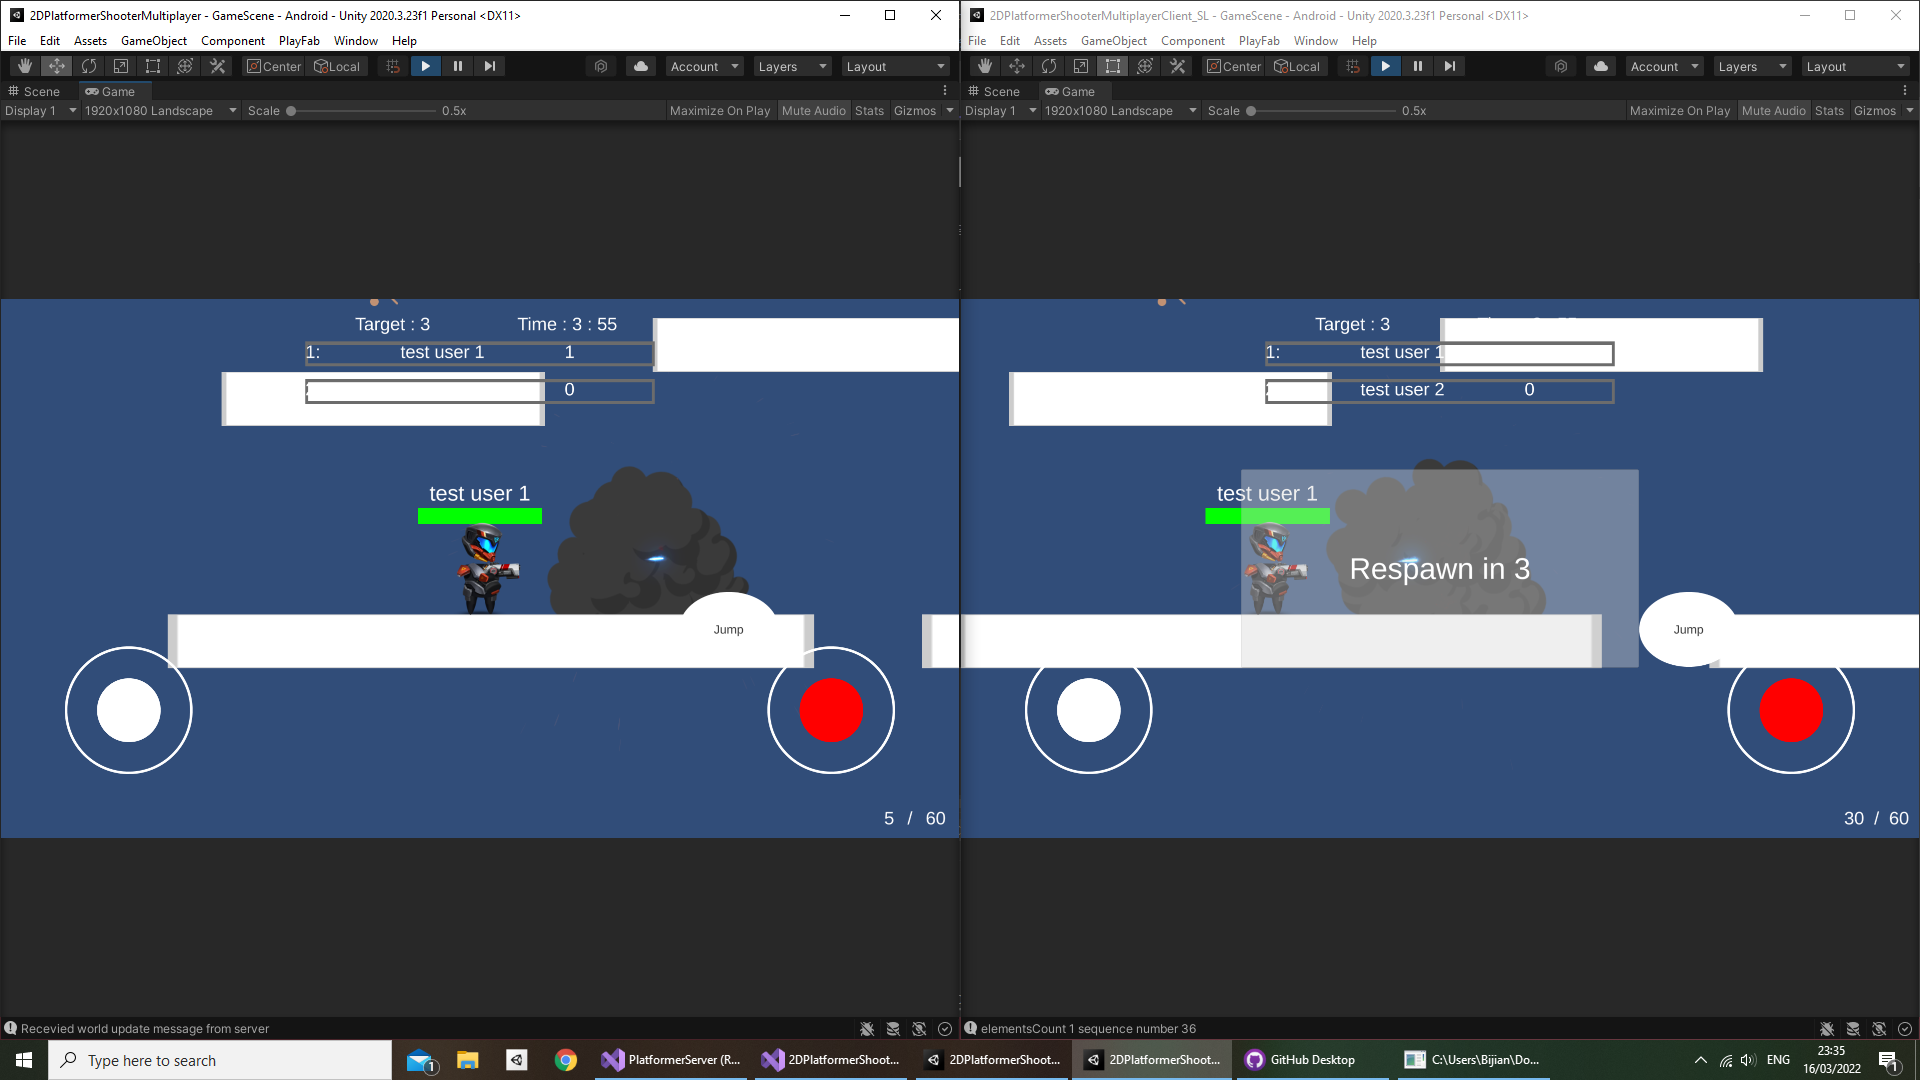 2DPlatformerShooterMultiplayer - GameScene - Android - Unity 2020.3.23f1 Personal <DX11>
File Edit Assets GameObject Component PlayFab Window Help
Center Local Account Layers Layout
Scene Game
Display 1 1920x1080 Landscape Scale 0.5x Maximize On Play Mute Audio Stats Gizmos
Target : 3 Time : 3 : 55
1: test user 1 1
0
test user 1
Jump
5 / 60
Recevied world update message from server
2DPlatformerShooterMultiplayerClient_SL - GameScene - Android - Unity 2020.3.23f1 Personal <DX11>
File Edit Assets GameObject Component PlayFab Window Help
Center Local Account Layers Layout
Scene Game
Display 1 1920x1080 Landscape Scale 0.5x Maximize On Play Mute Audio Stats Gizmos
Target : 3
1: test user 1
test user 2 0
test user 1
Respawn in 3
Jump
30 / 60
elementsCount 1 sequence number 36
Type here to search
1
PlatformerServer (R...
2DPlatformerShoot...
2DPlatformerShoot...
2DPlatformerShoot...
GitHub Desktop
C:\Users\Bijian\Do...
ENG
23:35
16/03/2022
1